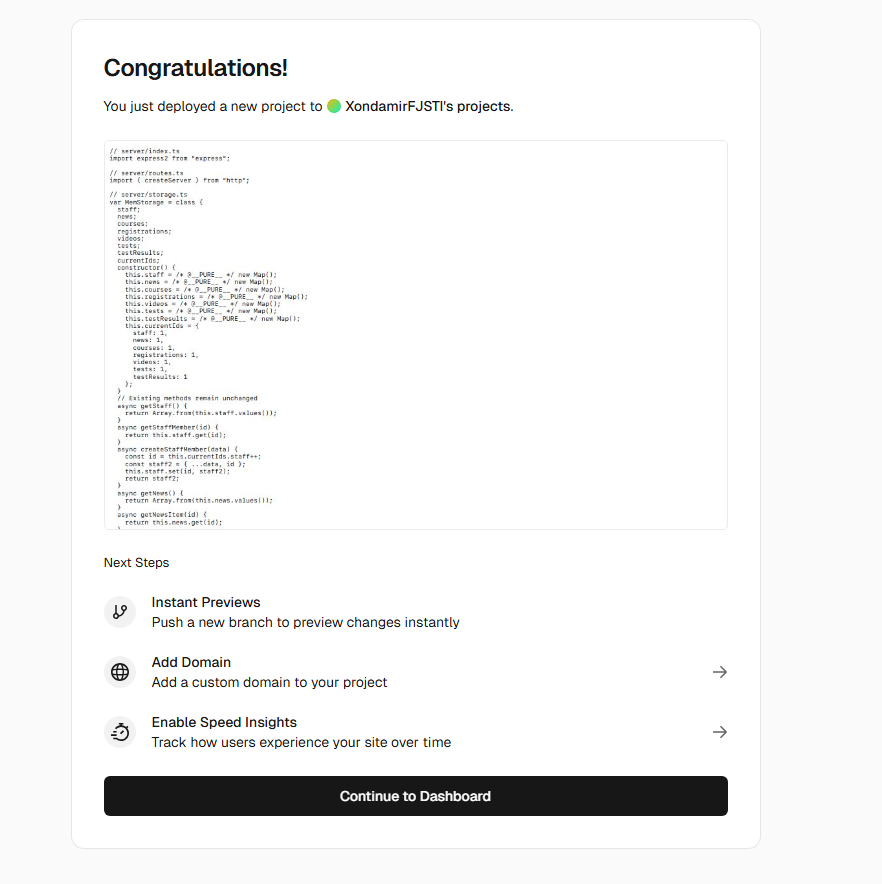 Congratulations!
You just deployed a new project to XondamirFJSTI's projects.
// server/index.ts
import express2 from "express";
// server/routes.ts
import { createServer } from "http";
// server/storage.ts
var MemStorage = class {
staff;
news;
courses;
registrations;
videos;
tests;
testResults;
currentIds;
constructor() {
this.staff = /* @__PURE__ */ new Map();
this.news = /* @__PURE__ */ new Map();
this.courses = /* @__PURE__ */ new Map();
this.registrations = /* @__PURE__ */ new Map();
this.videos = /* @__PURE__ */ new Map();
this.tests = /* @__PURE__ */ new Map();
this.testResults = /* @__PURE__ */ new Map();
this.currentIds = {
staff: 1,
news: 1,
courses: 1,
registrations: 1,
videos: 1,
tests: 1,
testResults: 1
};
}
// Existing methods remain unchanged
async getStaff() {
return Array.from(this.staff.values());
}
async getStaffMember(id) {
return this.staff.get(id);
}
async createStaffMember(data) {
const id = this.currentIds.staff++;
const staff2 = { ...data, id };
this.staff.set(id, staff2);
return staff2;
}
async getNews() {
return Array.from(this.news.values());
}
async getNewsItem(id) {
return this.news.get(id);
}
Next Steps
Instant Previews
Push a new branch to preview changes instantly
Add Domain
Add a custom domain to your project
Enable Speed Insights
Track how users experience your site over time
Continue to Dashboard